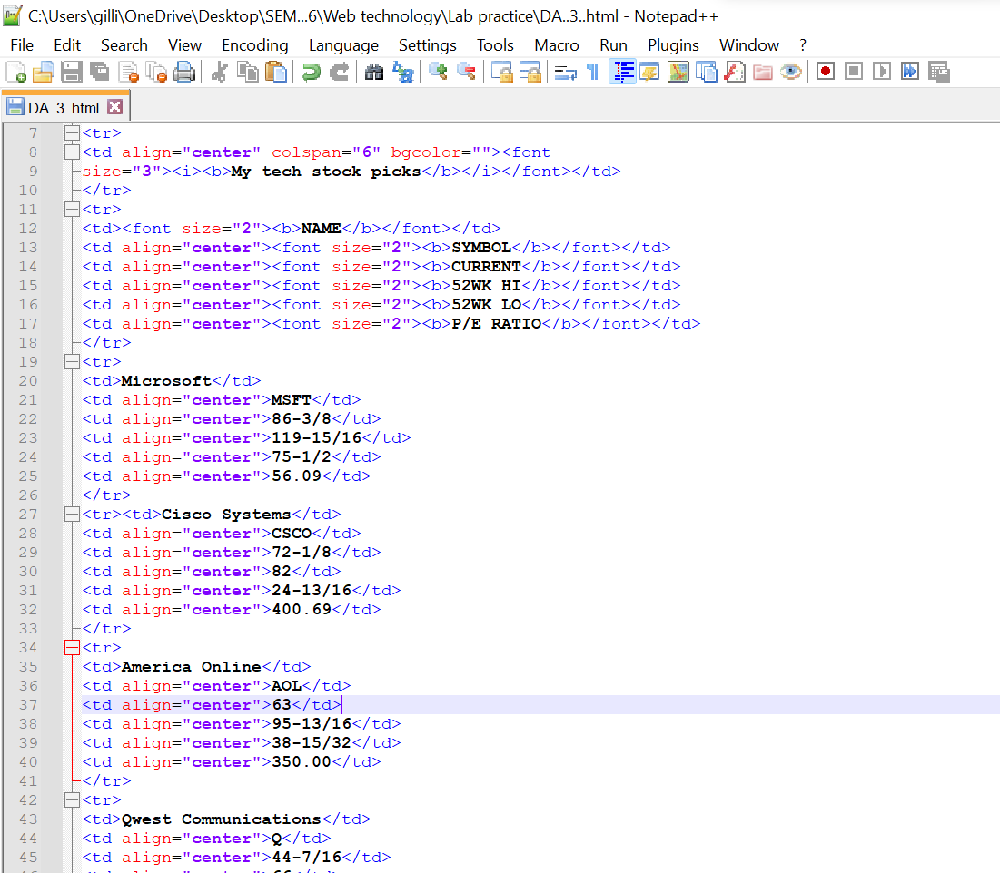 C:\Users\gilli\OneDrive\Desktop\SEM...6\Web technology\Lab practice\DA..3..html - Notepad++
File Edit Search View Encoding Language Settings Tools Macro Run Plugins Window ?
DA..3..html
7 <tr>
8 <td align="center" colspan="6" bgcolor=""><font
9 size="3"><i><b>My tech stock picks</b></i></font></td>
10 </tr>
11 <tr>
12 <td><font size="2"><b>NAME</b></font></td>
13 <td align="center"><font size="2"><b>SYMBOL</b></font></td>
14 <td align="center"><font size="2"><b>CURRENT</b></font></td>
15 <td align="center"><font size="2"><b>52WK HI</b></font></td>
16 <td align="center"><font size="2"><b>52WK LO</b></font></td>
17 <td align="center"><font size="2"><b>P/E RATIO</b></font></td>
18 </tr>
19 <tr>
20 <td>Microsoft</td>
21 <td align="center">MSFT</td>
22 <td align="center">86-3/8</td>
23 <td align="center">119-15/16</td>
24 <td align="center">75-1/2</td>
25 <td align="center">56.09</td>
26 </tr>
27 <tr><td>Cisco Systems</td>
28 <td align="center">CSCO</td>
29 <td align="center">72-1/8</td>
30 <td align="center">82</td>
31 <td align="center">24-13/16</td>
32 <td align="center">400.69</td>
33 </tr>
34 <tr>
35 <td>America Online</td>
36 <td align="center">AOL</td>
37 <td align="center">63</td>
38 <td align="center">95-13/16</td>
39 <td align="center">38-15/32</td>
40 <td align="center">350.00</td>
41 </tr>
42 <tr>
43 <td>Qwest Communications</td>
44 <td align="center">Q</td>
45 <td align="center">44-7/16</td>